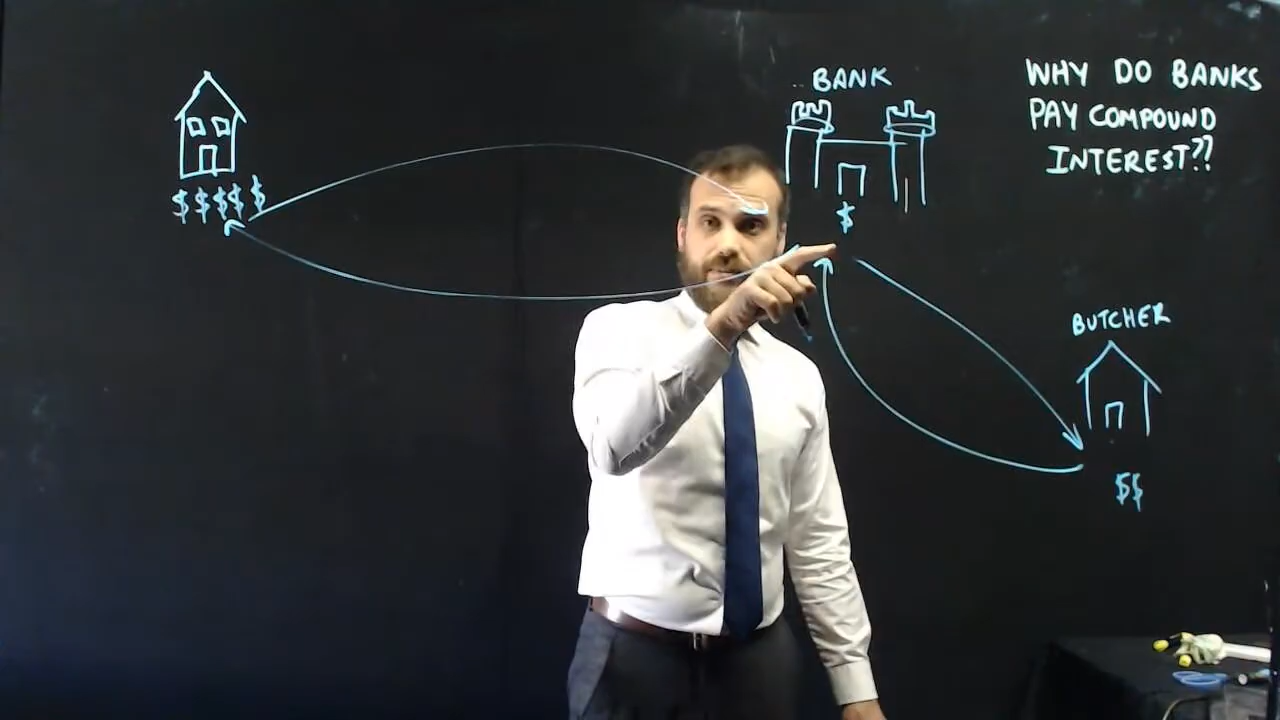 BANK
WHY DO BANKS
PAY COMPOUND
INTEREST??
$$$$$
$
BUTCHER
$$